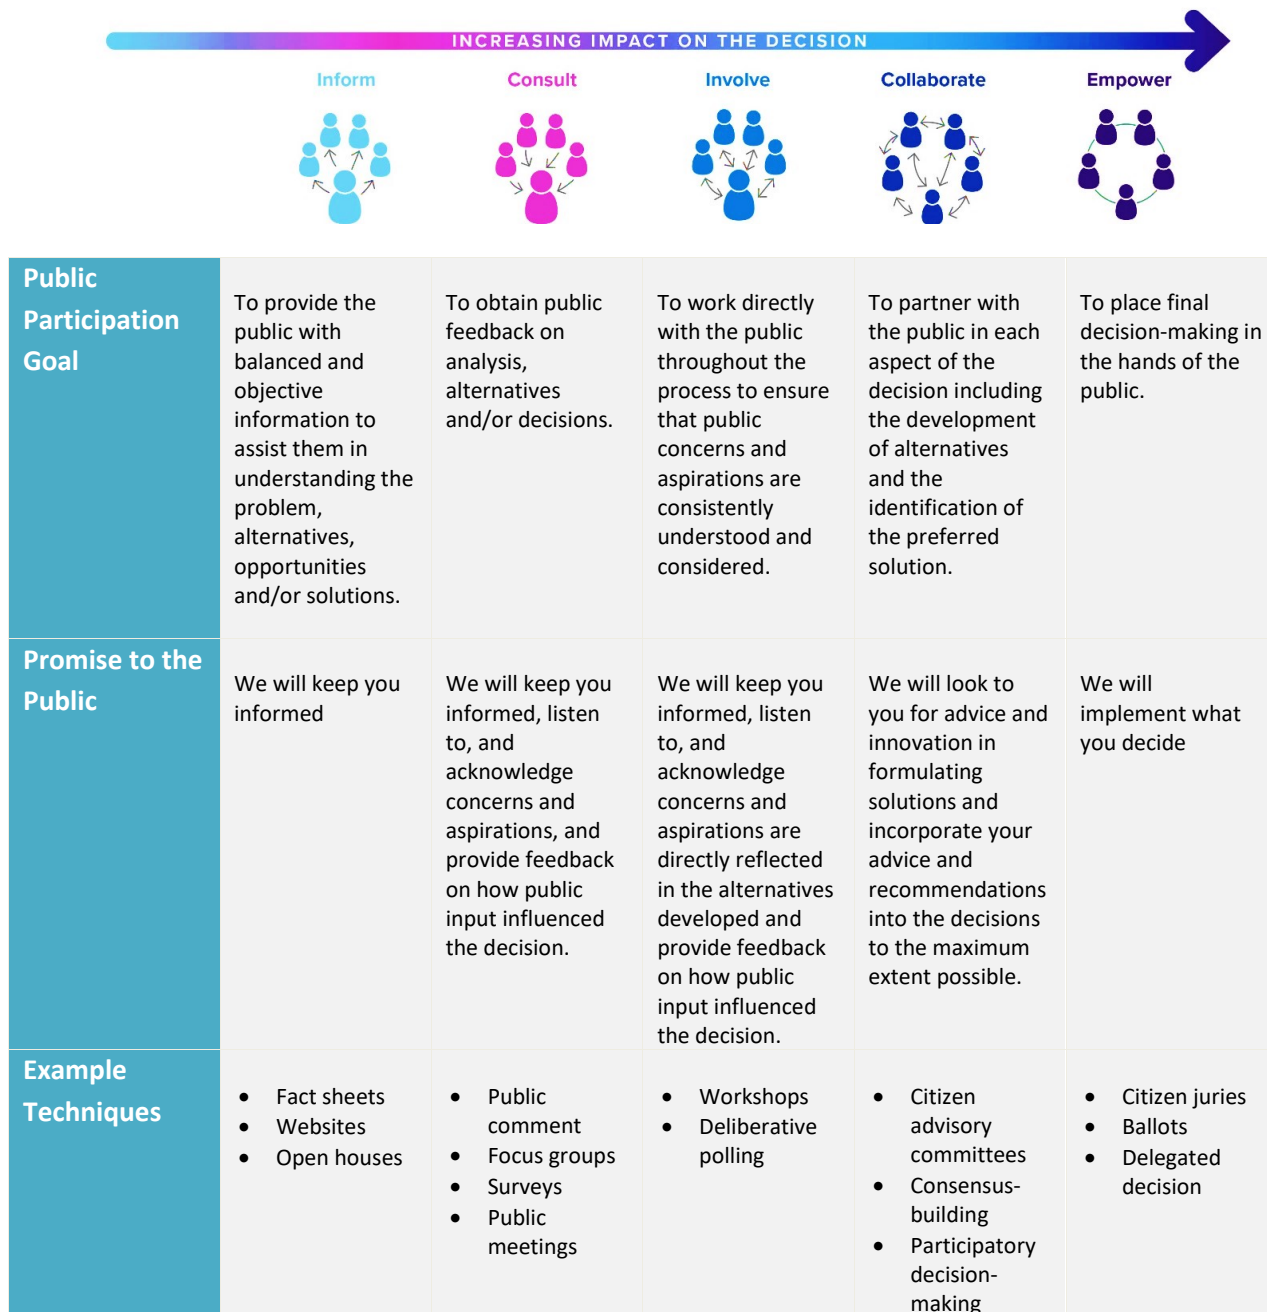 INCREASING IMPACT ON THE DECISION
Inform
Consult
Involve
Collaborate
Empower
Public
Participation
Goal
To provide the
public with
balanced and
objective
information to
assist them in
understanding the
problem,
alternatives,
opportunities
and/or solutions.
To obtain public
feedback on
analysis,
alternatives
and/or decisions.
To work directly
with the public
throughout the
process to ensure
that public
concerns and
aspirations are
consistently
understood and
considered.
To partner with
the public in each
aspect of the
decision including
the development
of alternatives
and the
identification of
the preferred
solution.
To place final
decision-making in
the hands of the
public.
Promise to the
Public
We will keep you
informed
We will keep you
informed, listen
to, and
acknowledge
concerns and
aspirations, and
provide feedback
on how public
input influenced
the decision.
We will keep you
informed, listen
to, and
acknowledge
concerns and
aspirations are
directly reflected
in the alternatives
developed and
provide feedback
on how public
input influenced
the decision.
We will look to
you for advice and
innovation in
formulating
solutions and
incorporate your
advice and
recommendations
into the decisions
to the maximum
extent possible.
We will
implement what
you decide
Example
Techniques
• Fact sheets
• Websites
• Open houses
• Public
comment
• Focus groups
• Surveys
• Public
meetings
• Workshops
• Deliberative
polling
• Citizen
advisory
committees
• Consensus-
building
• Participatory
decision-
making
• Citizen juries
• Ballots
• Delegated
decision